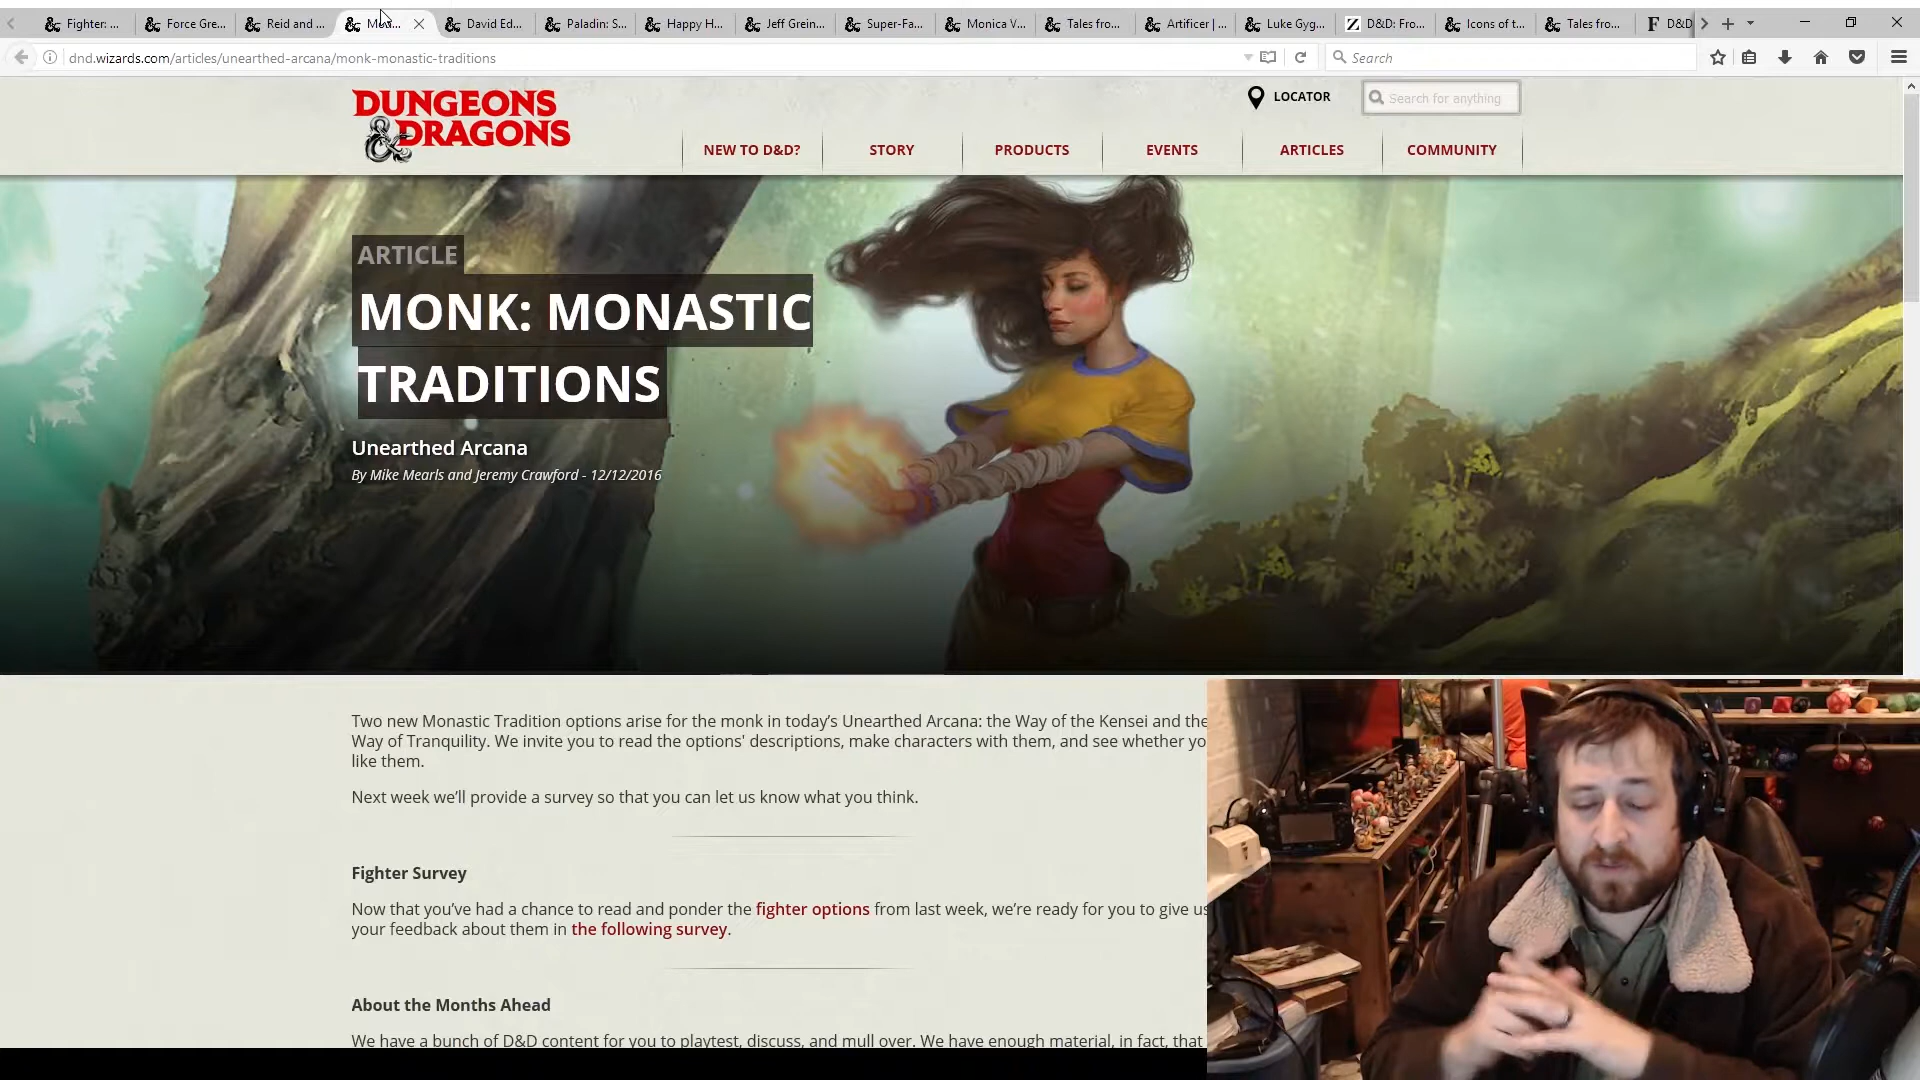 Fighter: ...
Force Gre...
Reid and ...
Mon...
David Ed...
Paladin: S...
Happy H...
Jeff Grein...
Super-Fa...
Monica V...
Tales fro...
Artificer | ...
Luke Gyg...
D&D: Fro...
Icons of t...
Tales fro...
D&D
dnd.wizards.com/articles/unearthed-arcana/monk-monastic-traditions
Search
DUNGEONS
& DRAGONS
LOCATOR
Search for anything
NEW TO D&D?
STORY
PRODUCTS
EVENTS
ARTICLES
COMMUNITY
ARTICLE
MONK: MONASTIC
TRADITIONS
Unearthed Arcana
By Mike Mearls and Jeremy Crawford - 12/12/2016
Two new Monastic Tradition options arise for the monk in today's Unearthed Arcana: the Way of the Kensei and the
Way of Tranquility. We invite you to read the options' descriptions, make characters with them, and see whether yo
like them.
Next week we'll provide a survey so that you can let us know what you think.
Fighter Survey
Now that you've had a chance to read and ponder the fighter options from last week, we're ready for you to give us
your feedback about them in the following survey.
About the Months Ahead
We have a bunch of D&D content for you to playtest, discuss, and mull over. We have enough material, in fact, that